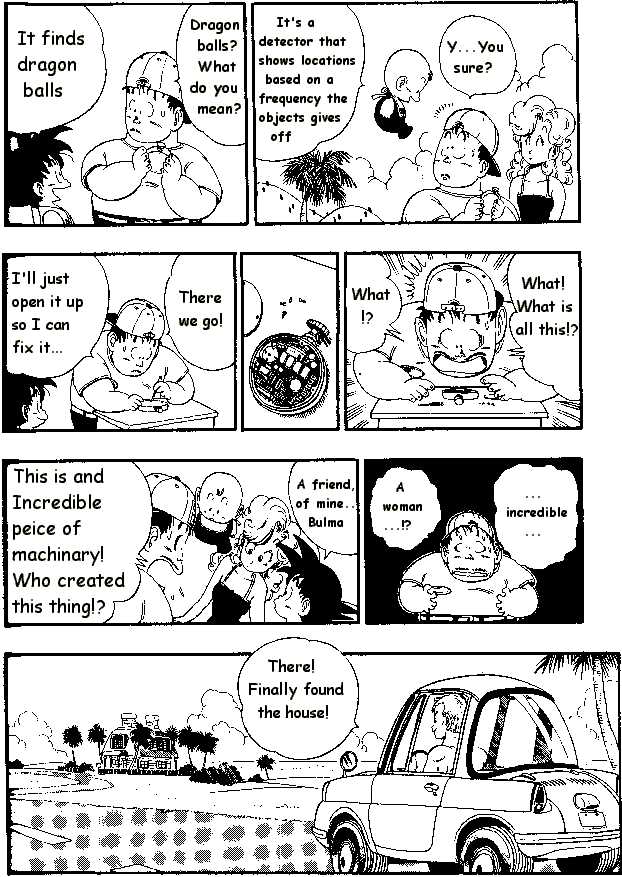 It finds
dragon
balls
Dragon
balls?
What
do you
mean?
It's a
detector that
shows locations
based on a
frequency the
objects gives
off
Y...You
sure?
I'll just
open it up
so I can
fix it...
There
we go!
What
!?
What!
What is
all this!?
This is and
Incredible
peice of
machinary!
Who created
this thing!?
A friend,
of mine..
Bulma
A
woman
...!?
...
incredible
...
There!
Finally found
the house!